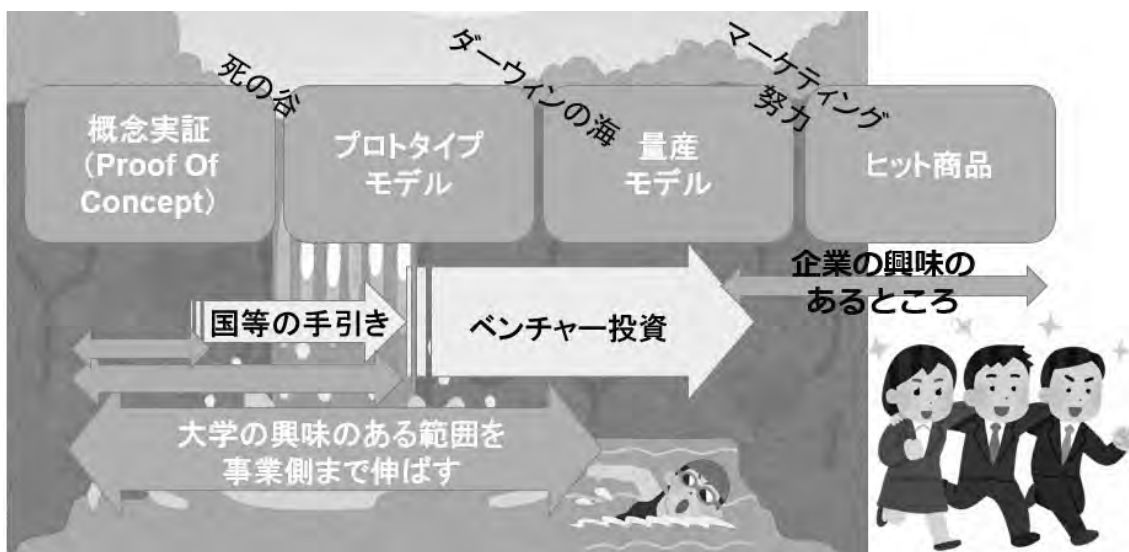 死の谷
ダーウィンの海
マーケティング
努力
概念実証
（Proof Of
Concept）
プロトタイプ
モデル
量産
モデル
ヒット商品
企業の興味の
あるところ
国等の手引き
ベンチャー投資
大学の興味のある範囲を
事業側まで伸ばす